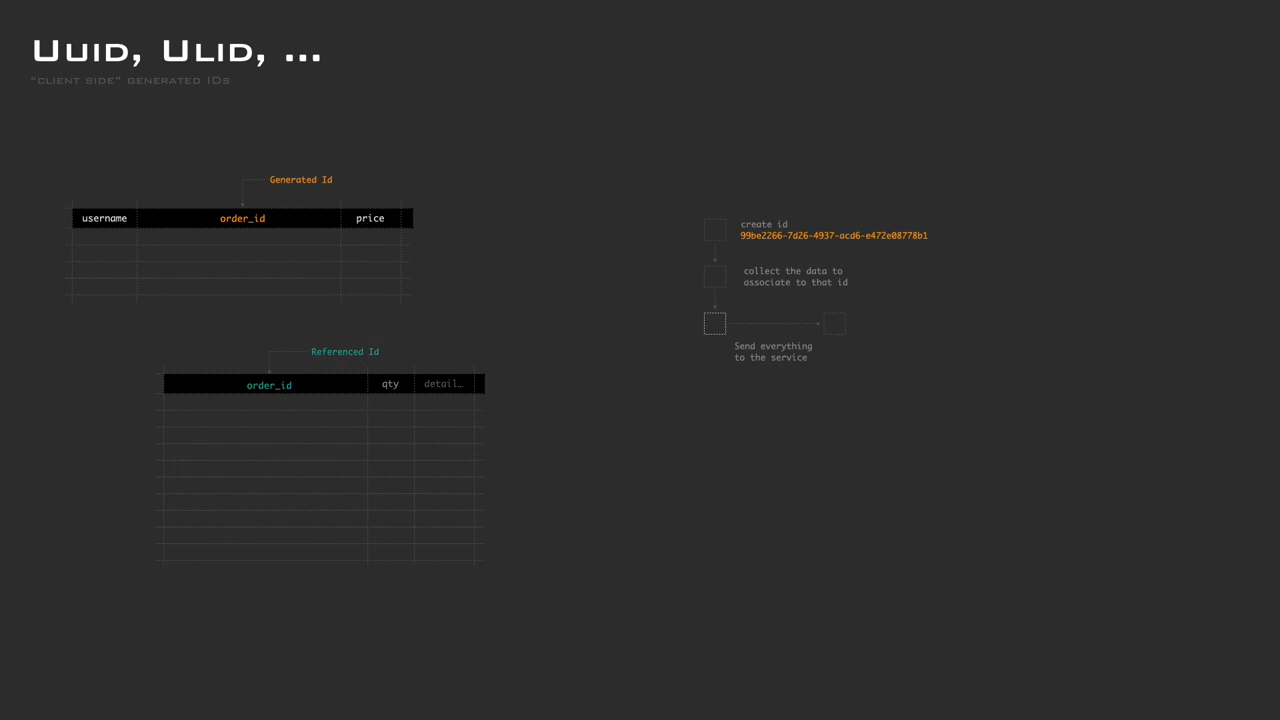 UUID, ULID, ...
"CLIENT SIDE" GENERATED IDs
Generated Id
username order_id price
Referenced Id
order_id qty detail…
create id
99be2266-7d26-4937-acd6-e472e08778b1
collect the data to
associate to that id
Send everything
to the service